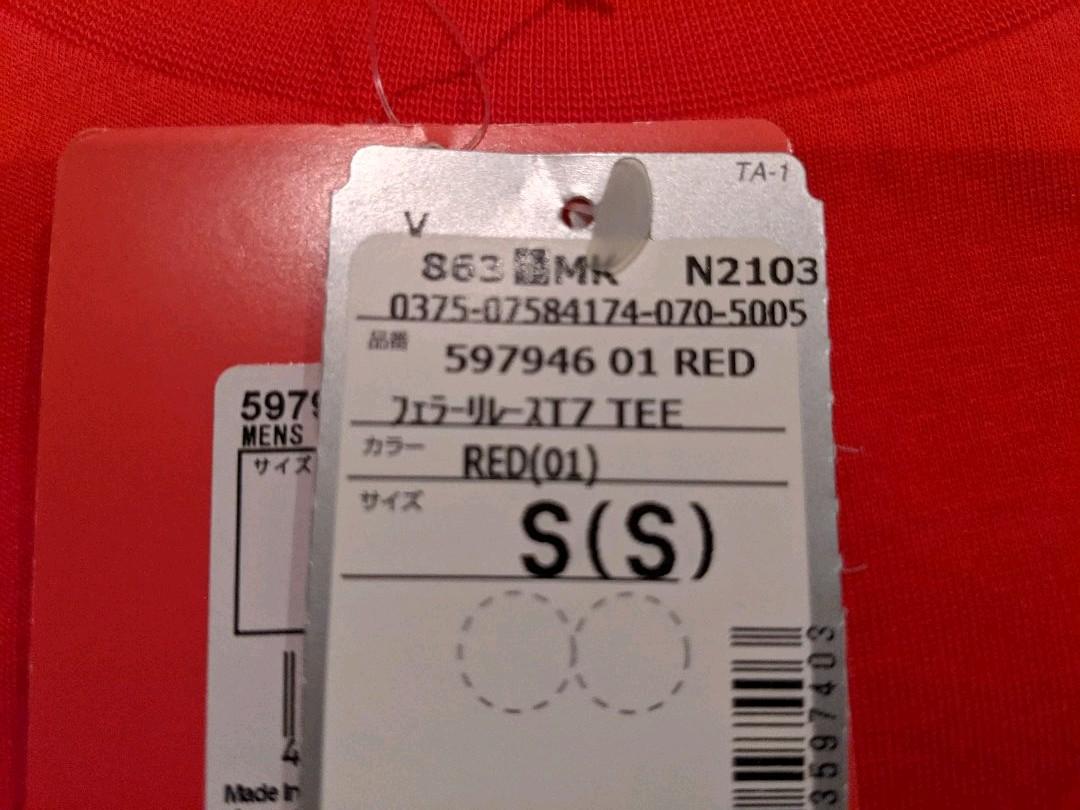 TA-1
V
863 MK N2103
0375-07584174-070-5005
品番
597946 01 RED
フェラーリレースT7 TEE
カラー
RED(01)
サイズ
S(S)
3597403
5979
MENS
サイズ
4
Made In